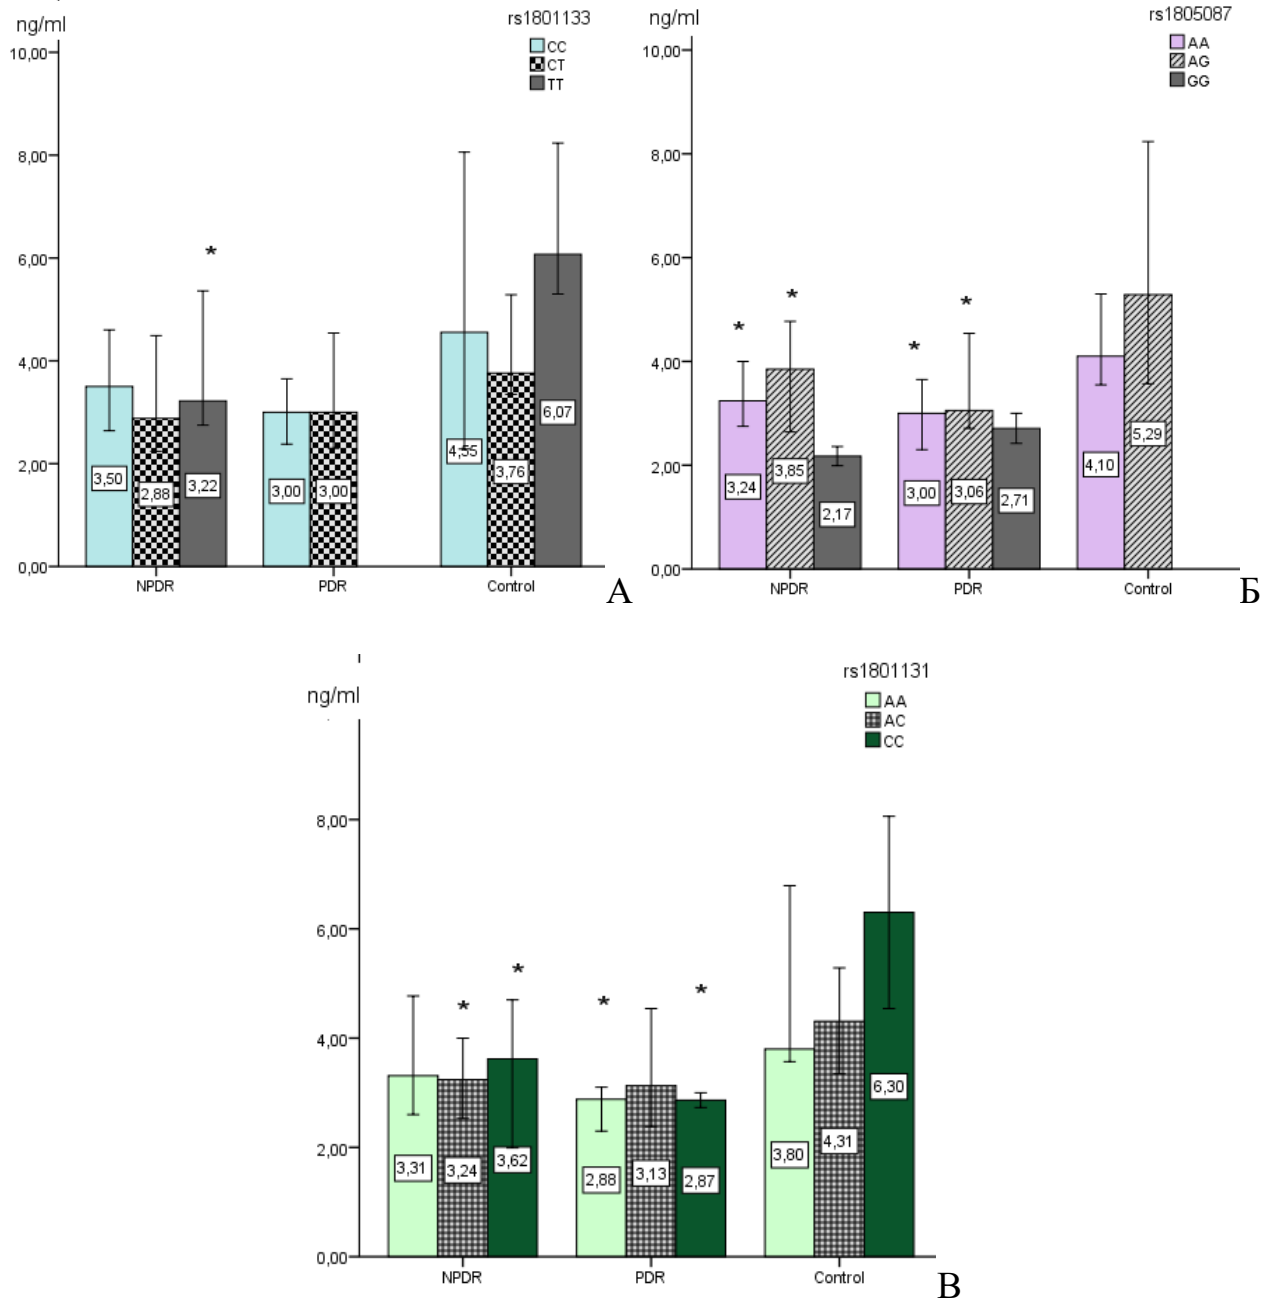 ng/ml
rs1801133
CC
CT
TT
10,00
8,00
6,00
4,00
2,00
0,00
*
3,50
2,88
3,22
3,00
3,00
4,55
3,76
6,07
NPDR
PDR
Control
А
ng/ml
rs1805087
AA
AG
GG
10,00
8,00
6,00
4,00
2,00
0,00
*
*
*
*
3,24
3,85
2,17
3,00
3,06
2,71
4,10
5,29
NPDR
PDR
Control
Б
ng/ml
rs1801131
AA
AC
CC
8,00
6,00
4,00
2,00
0,00
*
*
*
*
3,31
3,24
3,62
2,88
3,13
2,87
3,80
4,31
6,30
NPDR
PDR
Control
В